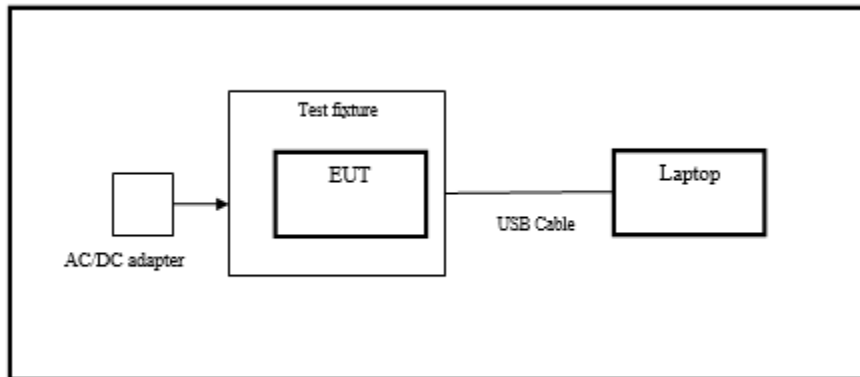 Test fixture
EUT
Laptop
USB Cable
AC/DC adapter